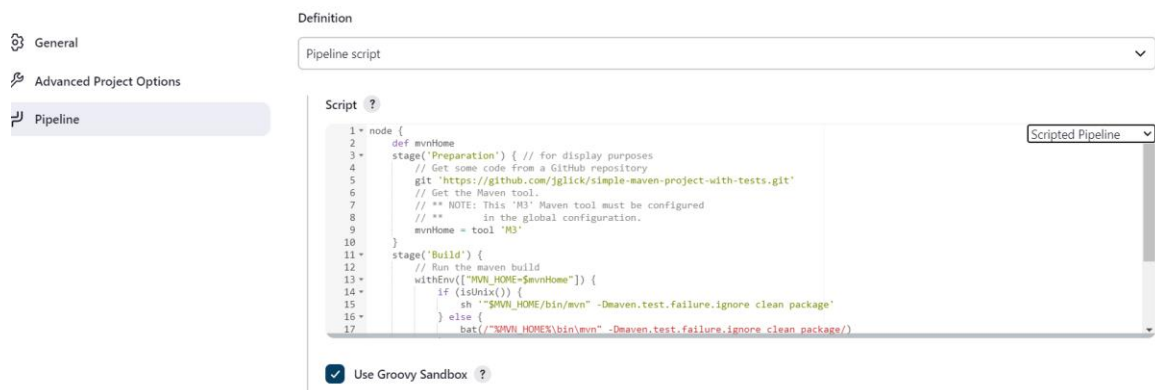 Definition
General
Pipeline script
Advanced Project Options
Pipeline
Script ?
Scripted Pipeline
1 node {
2 def mvnHome
3 stage('Preparation') { // for display purposes
4 // Get some code from a GitHub repository
5 git 'https://github.com/jglick/simple-maven-project-with-tests.git'
6 // Get the Maven tool.
7 // ** NOTE: This 'M3' Maven tool must be configured
8 // ** in the global configuration.
9 mvnHome = tool 'M3'
10 }
11 stage('Build') {
12 // Run the maven build
13 withEnv(["MVN_HOME=$mvnHome"]) {
14 if (isUnix()) {
15 sh '"$MVN_HOME/bin/mvn" -Dmaven.test.failure.ignore clean package'
16 } else {
17 bat(/"%MVN_HOME%\bin\mvn" -Dmaven.test.failure.ignore clean package/)
Use Groovy Sandbox ?